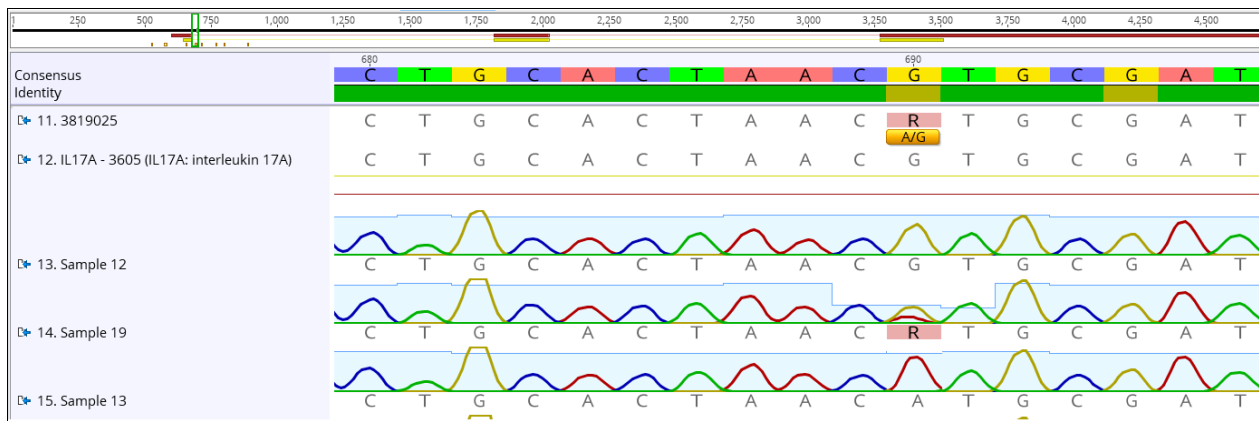 1 250 500 750 1,000 1,250 1,500 1,750 2,000 2,250 2,500 2,750 3,000 3,250 3,500 3,750 4,000 4,250 4,500
680 690
Consensus C T G C A C T A A C G T G C G A T
Identity
11. 3819025 C T G C A C T A A C R T G C G A T
A/G
12. IL17A - 3605 (IL17A: interleukin 17A) C T G C A C T A A C G T G C G A T
13. Sample 12 C T G C A C T A A C G T G C G A T
14. Sample 19 C T G C A C T A A C R T G C G A T
15. Sample 13 C T G C A C T A A C A T G C G A T